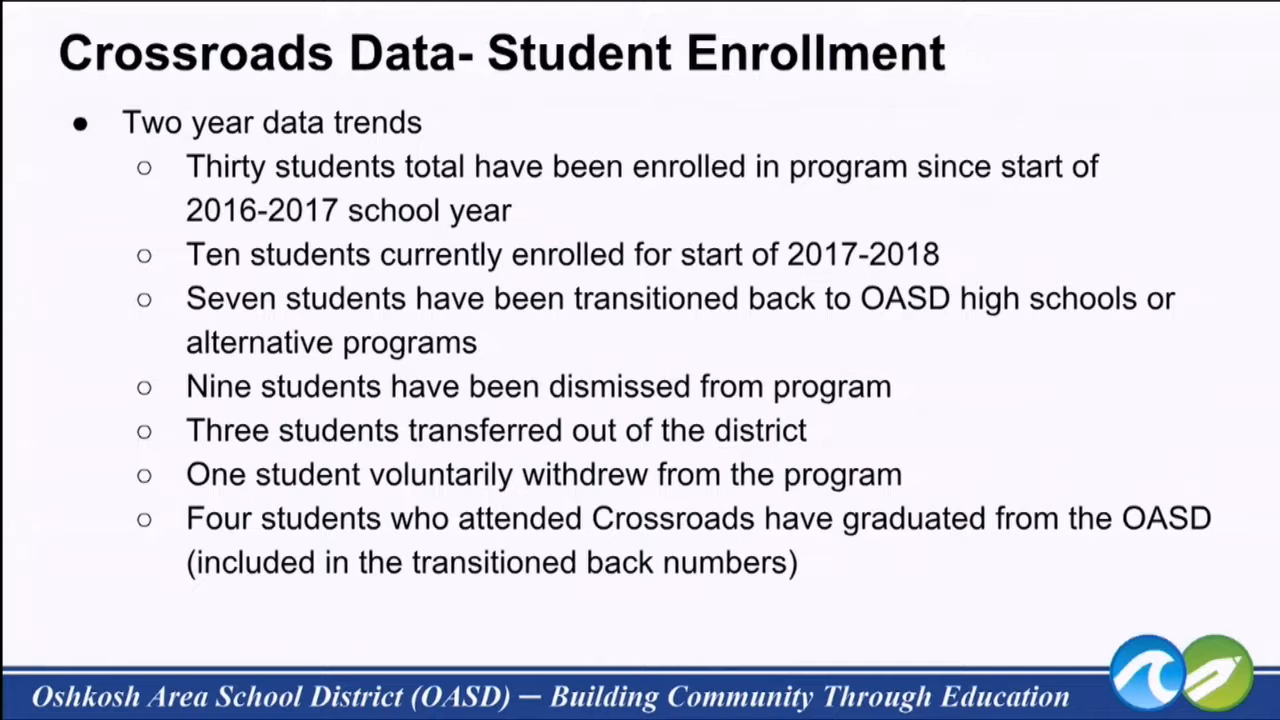 Crossroads Data- Student Enrollment
● Two year data trends
○ Thirty students total have been enrolled in program since start of
2016-2017 school year
○ Ten students currently enrolled for start of 2017-2018
○ Seven students have been transitioned back to OASD high schools or
alternative programs
○ Nine students have been dismissed from program
○ Three students transferred out of the district
○ One student voluntarily withdrew from the program
○ Four students who attended Crossroads have graduated from the OASD
(included in the transitioned back numbers)
Oshkosh Area School District (OASD) — Building Community Through Education